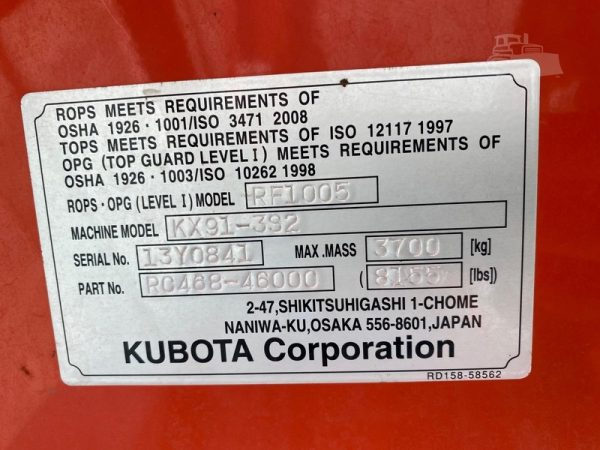 ROPS MEETS REQUIREMENTS OF
OSHA 1926・1001/ISO 3471 2008
TOPS MEETS REQUIREMENTS OF ISO 12117 1997
OPG (TOP GUARD LEVEL I) MEETS REQUIREMENTS OF
OSHA 1926・1003/ISO 10262 1998
ROPS・OPG (LEVEL I) MODEL RF1005
MACHINE MODEL KX91-3S2
SERIAL No. 13Y0841 MAX.MASS 3700 [kg]
PART No. RC468-46000 ( 8155 [lbs])
2-47,SHIKITSUHIGASHI 1-CHOME
NANIWA-KU,OSAKA 556-8601,JAPAN
KUBOTA Corporation
RD158-58562